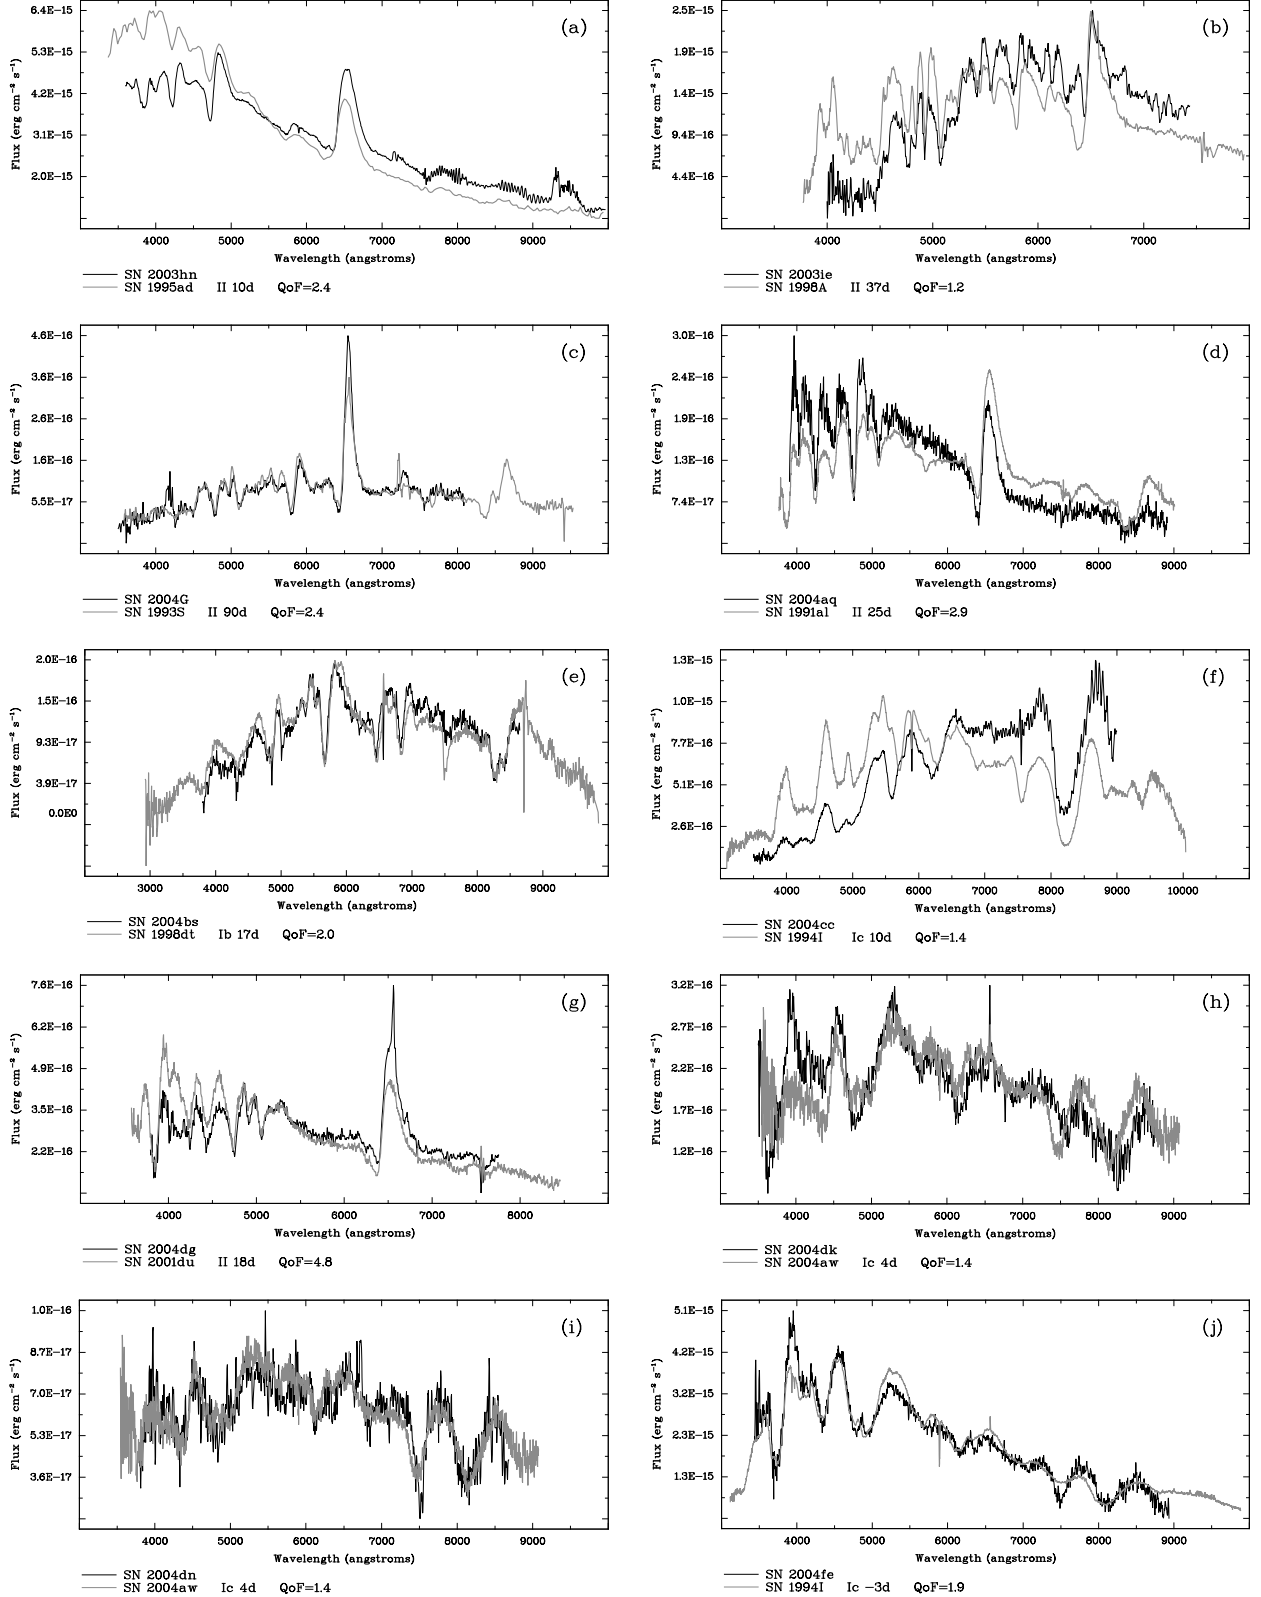 (a)
Flux (erg cm⁻² s⁻¹)
6.4E-15
5.3E-15
4.2E-15
3.1E-15
2.0E-15
4000 5000 6000 7000 8000 9000
Wavelength (angstroms)
SN 2003hn
SN 1995ad II 10d QoF=2.4
(b)
Flux (erg cm⁻² s⁻¹)
2.5E-15
1.9E-15
1.4E-15
9.4E-16
4.4E-16
4000 5000 6000 7000
Wavelength (angstroms)
SN 2003ie
SN 1998A II 37d QoF=1.2
(c)
Flux (erg cm⁻² s⁻¹)
4.6E-16
3.6E-16
2.6E-16
1.6E-16
5.5E-17
4000 5000 6000 7000 8000 9000
Wavelength (angstroms)
SN 2004G
SN 1993S II 90d QoF=2.4
(d)
Flux (erg cm⁻² s⁻¹)
3.0E-16
2.4E-16
1.9E-16
1.3E-16
7.4E-17
4000 5000 6000 7000 8000 9000
Wavelength (angstroms)
SN 2004aq
SN 1991al II 25d QoF=2.9
(e)
Flux (erg cm⁻² s⁻¹)
2.0E-16
1.5E-16
9.3E-17
3.9E-17
0.0E0
3000 4000 5000 6000 7000 8000 9000
Wavelength (angstroms)
SN 2004bs
SN 1998dt Ib 17d QoF=2.0
(f)
Flux (erg cm⁻² s⁻¹)
1.3E-15
1.0E-15
7.7E-16
5.1E-16
2.6E-16
4000 5000 6000 7000 8000 9000 10000
Wavelength (angstroms)
SN 2004cc
SN 1994I Ic 10d QoF=1.4
(g)
Flux (erg cm⁻² s⁻¹)
7.6E-16
6.2E-16
4.9E-16
3.5E-16
2.2E-16
4000 5000 6000 7000 8000
Wavelength (angstroms)
SN 2004dg
SN 2001du II 18d QoF=4.8
(h)
Flux (erg cm⁻² s⁻¹)
3.2E-16
2.7E-16
2.2E-16
1.7E-16
1.2E-16
4000 5000 6000 7000 8000 9000
Wavelength (angstroms)
SN 2004dk
SN 2004aw Ic 4d QoF=1.4
(i)
Flux (erg cm⁻² s⁻¹)
1.0E-16
8.7E-17
7.0E-17
5.3E-17
3.6E-17
4000 5000 6000 7000 8000 9000
Wavelength (angstroms)
SN 2004dn
SN 2004aw Ic 4d QoF=1.4
(j)
Flux (erg cm⁻² s⁻¹)
5.1E-15
4.2E-15
3.2E-15
2.3E-15
1.3E-15
4000 5000 6000 7000 8000 9000
Wavelength (angstroms)
SN 2004fe
SN 1994I Ic -3d QoF=1.9